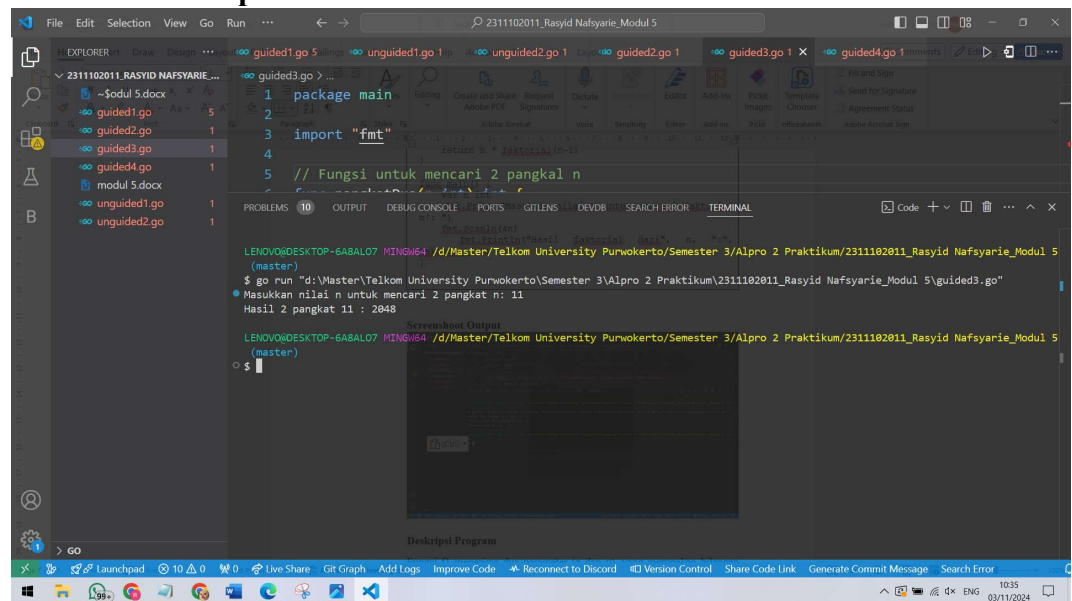 File Edit Selection View Go Run ··· 2311102011_Rasyid Nafsyarie_Modul 5
EXPLORER ···
2311102011_RASYID NAFSYARIE_...
~$odul 5.docx
guided1.go 5
guided2.go 1
guided3.go 1
guided4.go 1
modul 5.docx
unguided1.go 1
unguided2.go 1
> GO
guided1.go 5 unguided1.go 1 unguided2.go 1 guided2.go 1 guided3.go 1 guided4.go 1
guided3.go > ...
1 package main
2
3 import "fmt"
4
5 // Fungsi untuk mencari 2 pangkal n
PROBLEMS 10 OUTPUT DEBUG CONSOLE PORTS GITLENS DEVDB SEARCH ERROR TERMINAL Code
LENOVO@DESKTOP-6A8ALO7 MINGW64 /d/Master/Telkom University Purwokerto/Semester 3/Alpro 2 Praktikum/2311102011_Rasyid Nafsyarie_Modul 5
(master)
$ go run "d:\Master\Telkom University Purwokerto\Semester 3\Alpro 2 Praktikum\2311102011_Rasyid Nafsyarie_Modul 5\guided3.go"
Masukkan nilai n untuk mencari 2 pangkat n: 11
Hasil 2 pangkat 11 : 2048
LENOVO@DESKTOP-6A8ALO7 MINGW64 /d/Master/Telkom University Purwokerto/Semester 3/Alpro 2 Praktikum/2311102011_Rasyid Nafsyarie_Modul 5
(master)
$
Screenshoot Output
Deskripsi Program
Launchpad 10 0 0 Live Share Git Graph Add Logs Improve Code Reconnect to Discord Version Control Share Code Link Generate Commit Message Search Error
99+ ENG 10:35
03/11/2024